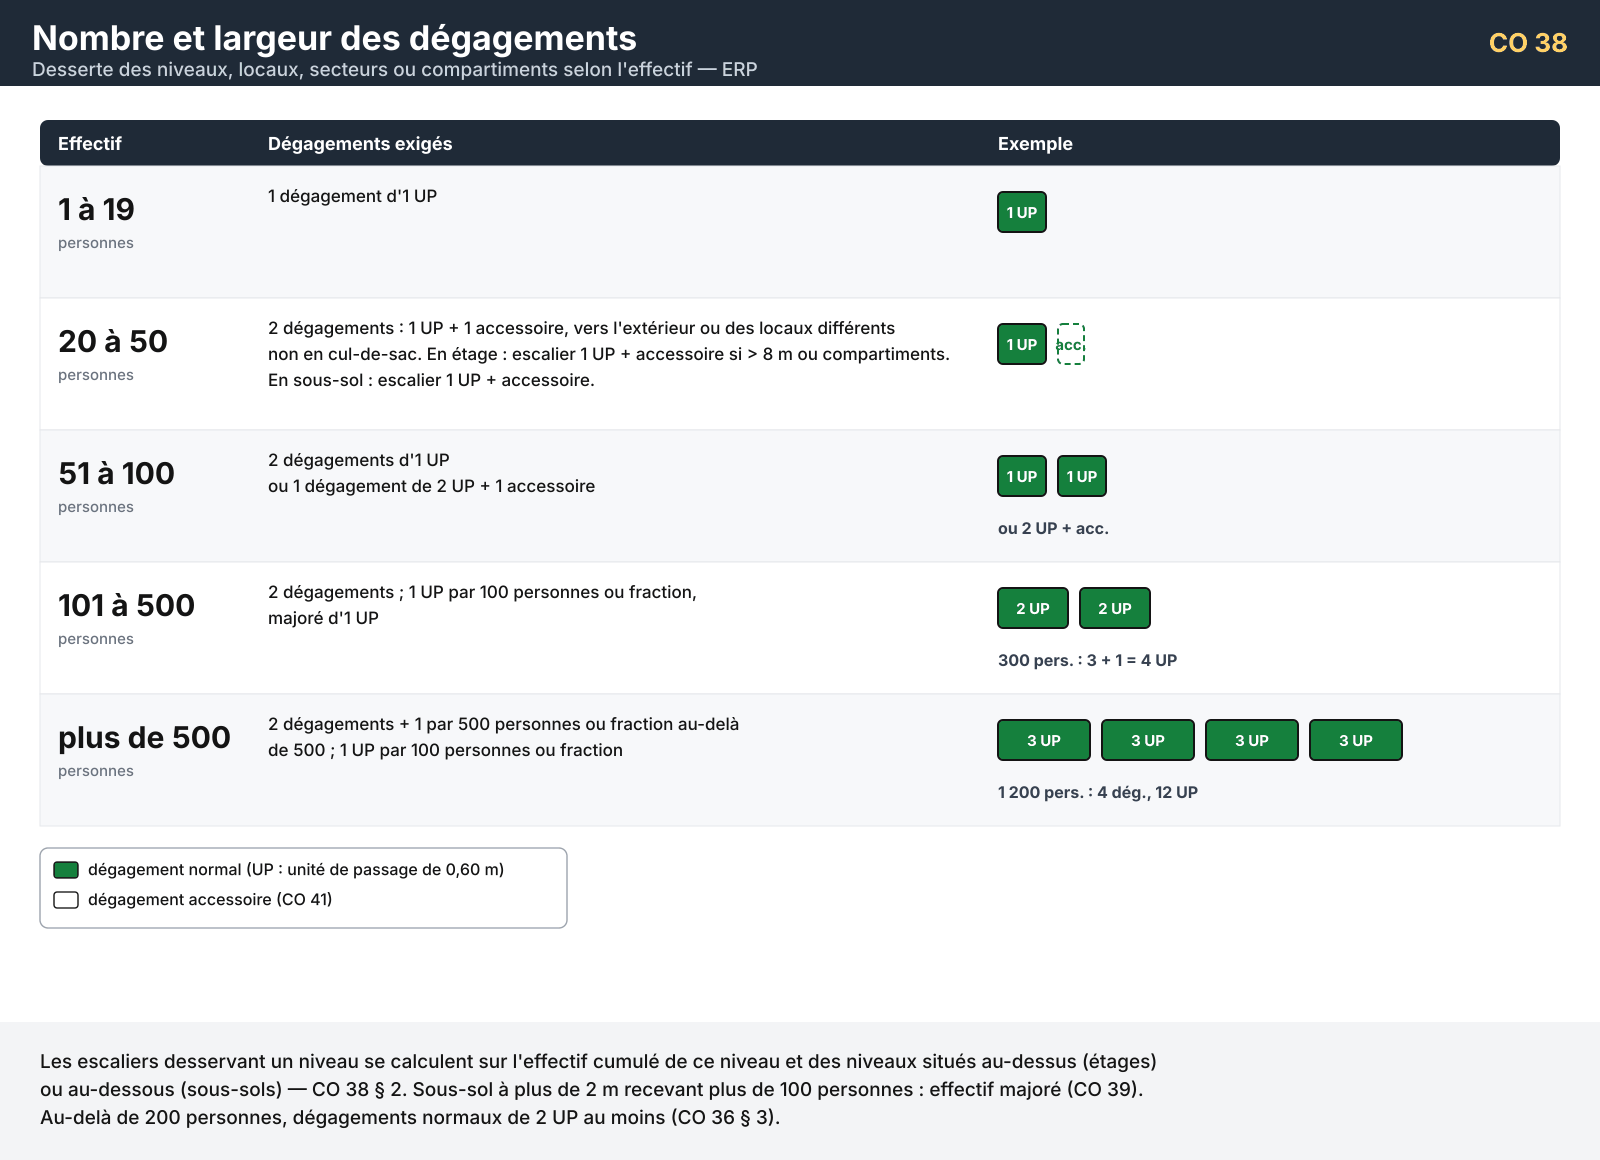 Nombre et largeur des dégagements
CO 38
Desserte des niveaux, locaux, secteurs ou compartiments selon l'effectif — ERP
Effectif
Dégagements exigés
Exemple
1 à 19
personnes
1 dégagement d'1 UP
1 UP
20 à 50
personnes
2 dégagements : 1 UP + 1 accessoire, vers l'extérieur ou des locaux différents
non en cul-de-sac. En étage : escalier 1 UP + accessoire si > 8 m ou compartiments.
En sous-sol : escalier 1 UP + accessoire.
1 UP
acc.
51 à 100
personnes
2 dégagements d'1 UP
ou 1 dégagement de 2 UP + 1 accessoire
1 UP
1 UP
ou 2 UP + acc.
101 à 500
personnes
2 dégagements ; 1 UP par 100 personnes ou fraction,
majoré d'1 UP
2 UP
2 UP
300 pers. : 3 + 1 = 4 UP
plus de 500
personnes
2 dégagements + 1 par 500 personnes ou fraction au-delà
de 500 ; 1 UP par 100 personnes ou fraction
3 UP
3 UP
3 UP
3 UP
1 200 pers. : 4 dég., 12 UP
dégagement normal (UP : unité de passage de 0,60 m)
dégagement accessoire (CO 41)
Les escaliers desservant un niveau se calculent sur l'effectif cumulé de ce niveau et des niveaux situés au-dessus (étages)
ou au-dessous (sous-sols) — CO 38 § 2. Sous-sol à plus de 2 m recevant plus de 100 personnes : effectif majoré (CO 39).
Au-delà de 200 personnes, dégagements normaux de 2 UP au moins (CO 36 § 3).